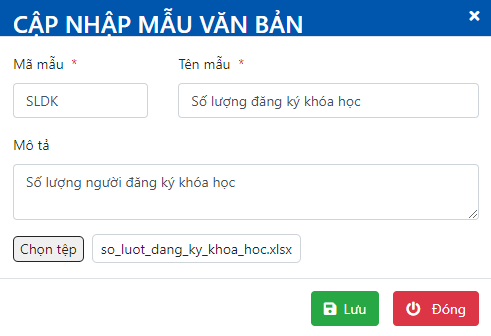 CẬP NHẬP MẪU VĂN BẢN
Mã mẫu * Tên mẫu *
SLDK Số lượng đăng ký khóa học
Mô tả
Số lượng người đăng ký khóa học
Chọn tệp so_luot_dang_ky_khoa_hoc.xlsx
Lưu Đóng